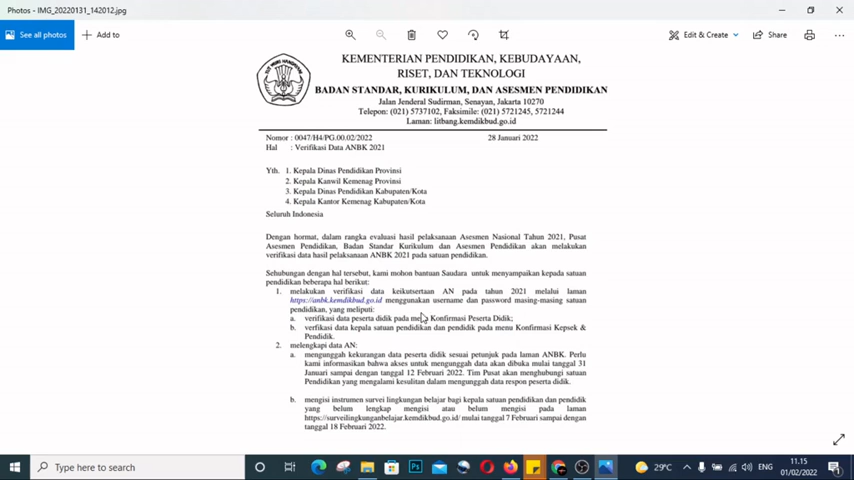 Photos - IMG_20220131_142012.jpg
See all photos
Add to
Edit & Create
Share
KEMENTERIAN PENDIDIKAN, KEBUDAYAAN,
RISET, DAN TEKNOLOGI
BADAN STANDAR, KURIKULUM, DAN ASESMEN PENDIDIKAN
Jalan Jenderal Sudirman, Senayan, Jakarta 10270
Telepon: (021) 5737102, Faksimile: (021) 5721245, 5721244
Laman: litbang.kemdikbud.go.id
Nomor : 0047/H4/PG.00.02/2022 28 Januari 2022
Hal : Verifikasi Data ANBK 2021
Yth. 1. Kepala Dinas Pendidikan Provinsi
2. Kepala Kanwil Kemenag Provinsi
3. Kepala Dinas Pendidikan Kabupaten/Kota
4. Kepala Kantor Kemenag Kabupaten/Kota
Seluruh Indonesia
Dengan hormat, dalam rangka evaluasi hasil pelaksanaan Asesmen Nasional Tahun 2021, Pusat
Asesmen Pendidikan, Badan Standar Kurikulum dan Asesmen Pendidikan akan melakukan
verifikasi data hasil pelaksanaan ANBK 2021 pada satuan pendidikan.
Sehubungan dengan hal tersebut, kami mohon bantuan Saudara untuk menyampaikan kepada satuan
pendidikan beberapa hal berikut:
1. melakukan verifikasi data keikutsertaan AN pada tahun 2021 melalui laman
https://anbk.kemdikbud.go.id menggunakan username dan password masing-masing satuan
pendidikan, yang meliputi:
a. verifikasi data peserta didik pada menu Konfirmasi Peserta Didik;
b. verfikasi data kepala satuan pendidikan dan pendidik pada menu Konfirmasi Kepsek &
Pendidik.
2. melengkapi data AN:
a. mengunggah kekurangan data peserta didik sesuai petunjuk pada laman ANBK. Perlu
kami informasikan bahwa akses untuk mengunggah data akan dibuka mulai tanggal 31
Januari sampai dengan tanggal 12 Februari 2022. Tim Pusat akan menghubungi satuan
Pendidikan yang mengalami kesulitan dalam mengunggah data respon peserta didik.
b. mengisi instrumen survei lingkungan belajar bagi kepala satuan pendidikan dan pendidik
yang belum lengkap mengisi atau belum mengisi pada laman
https://surveilingkunganbelajar.kemdikbud.go.id/ mulai tanggal 7 Februari sampai dengan
tanggal 18 Februari 2022.
Type here to search
Ps
29°C
ENG
11.15
01/02/2022